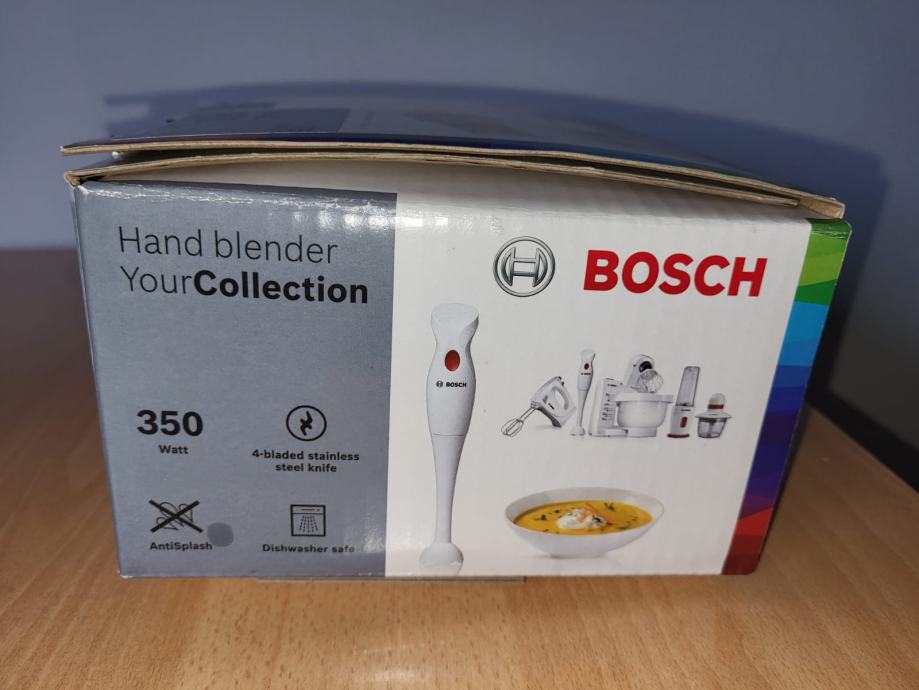 Hand blender
YourCollection
350
Watt
4-bladed stainless
steel knife
AntiSplash
Dishwasher safe
BOSCH
BOSCH